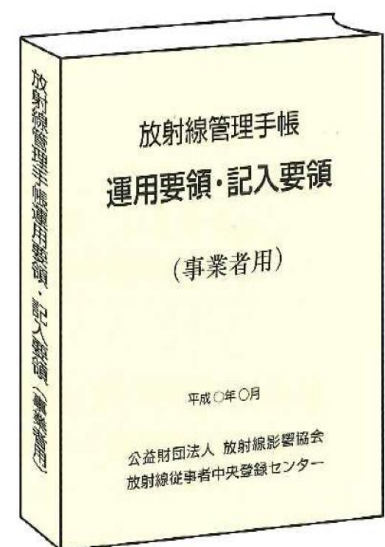 放射線管理手帳運用要領・記入要領（事業者用）
放射線管理手帳
運用要領・記入要領
(事業者用)
平成○年○月
公益財団法人 放射線影響協会
放射線従事者中央登録センター